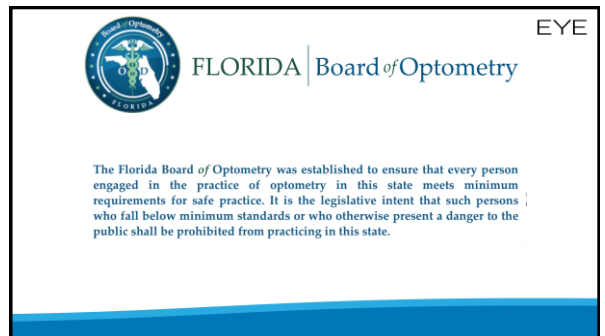 EYE
Board of Optometry
O D
FLORIDA
FLORIDA Board of Optometry
The Florida Board of Optometry was established to ensure that every person
engaged in the practice of optometry in this state meets minimum
requirements for safe practice. It is the legislative intent that such persons
who fall below minimum standards or who otherwise present a danger to the
public shall be prohibited from practicing in this state.